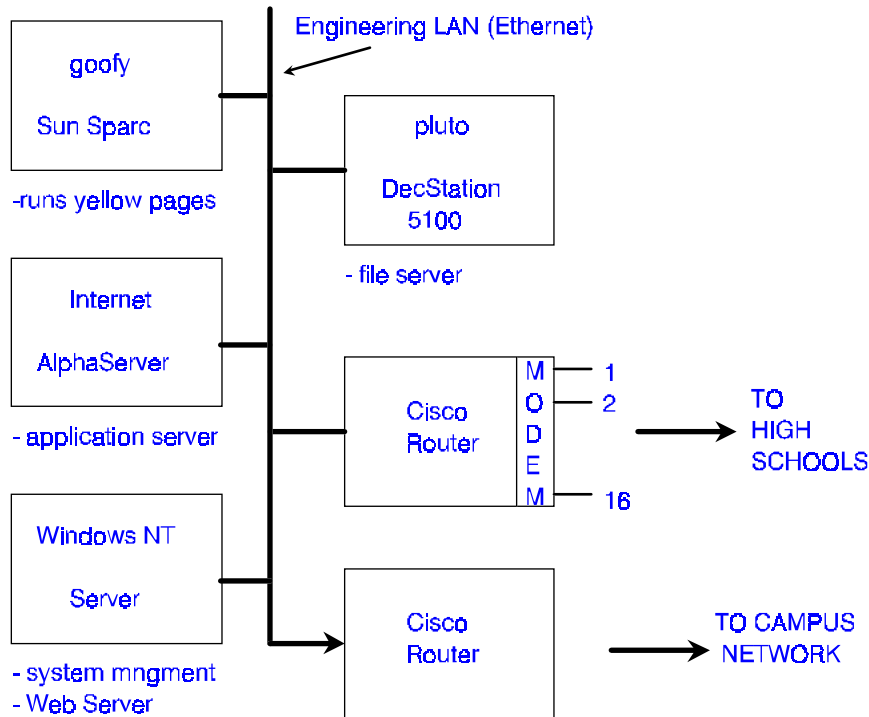 Engineering LAN (Ethernet)
goofy
Sun Sparc
-runs yellow pages
pluto
DecStation
5100
- file server
Internet
AlphaServer
- application server
Cisco
Router
M
O
D
E
M
1
2
16
TO
HIGH
SCHOOLS
Windows NT
Server
- system mngment
- Web Server
Cisco
Router
TO CAMPUS
NETWORK